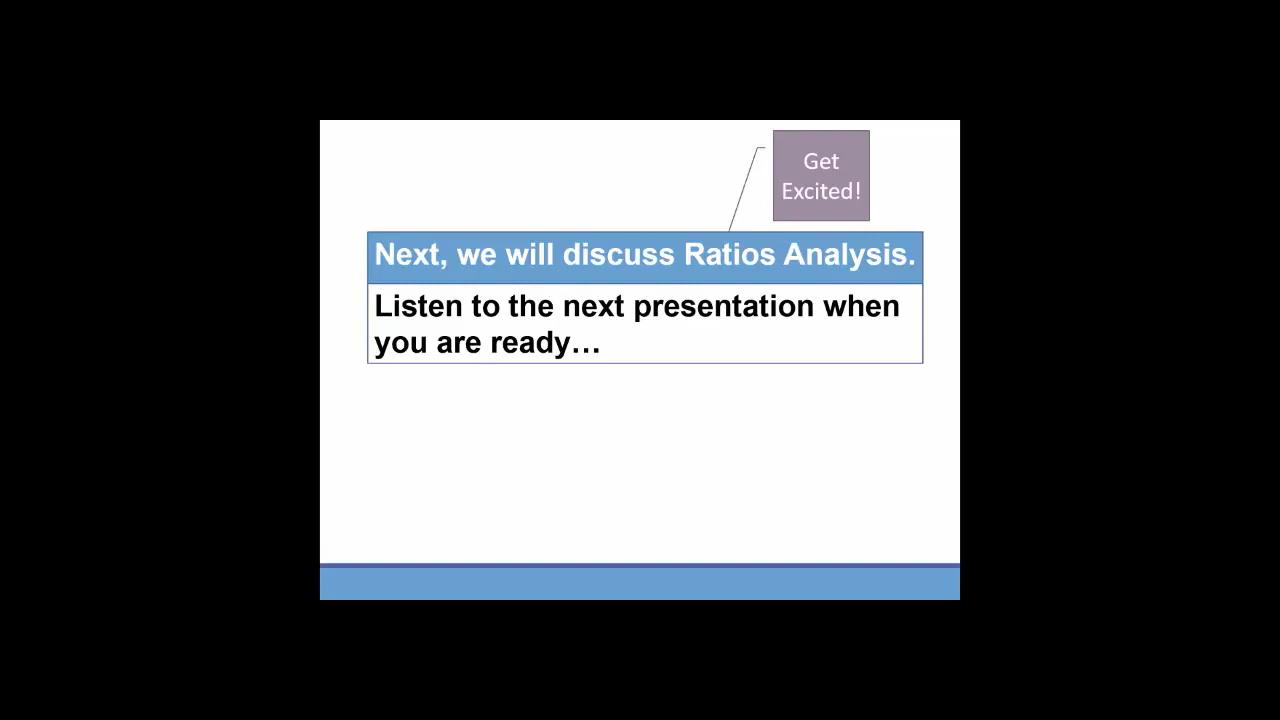 Get
Excited!
Next, we will discuss Ratios Analysis.
Listen to the next presentation when
you are ready…